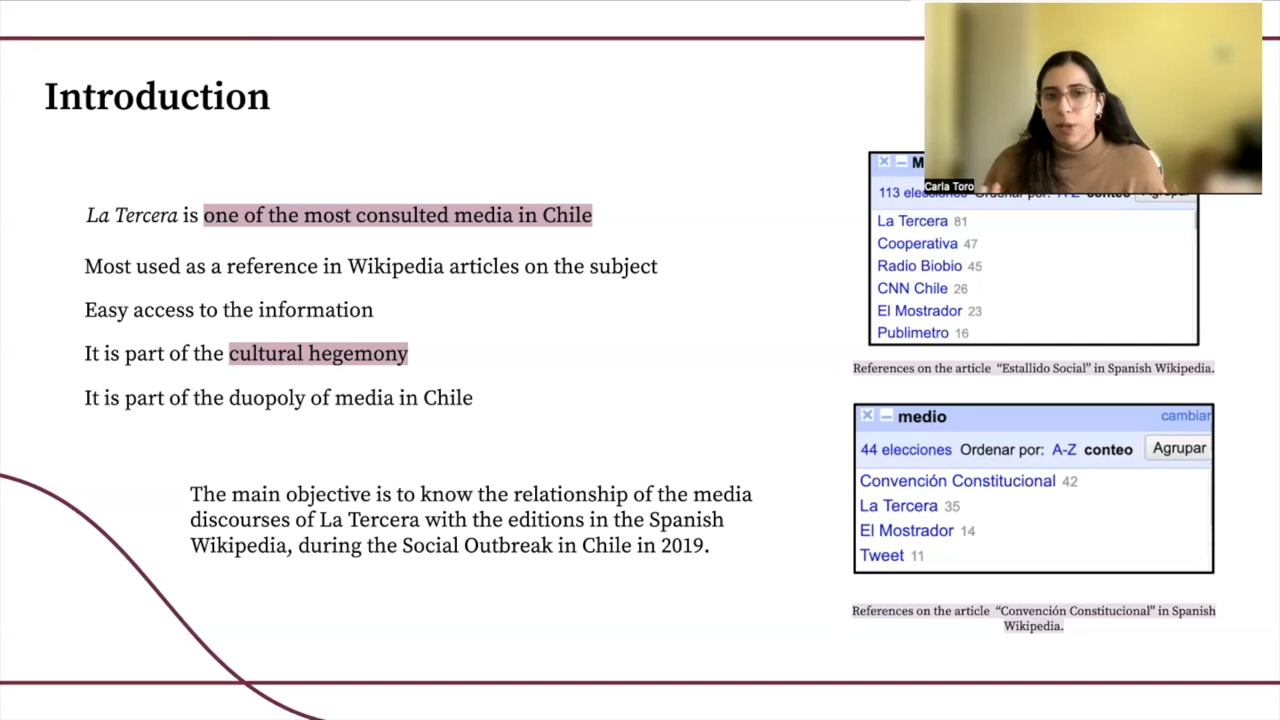 Introduction
La Tercera is one of the most consulted media in Chile
Most used as a reference in Wikipedia articles on the subject
Easy access to the information
It is part of the cultural hegemony
It is part of the duopoly of media in Chile
The main objective is to know the relationship of the media
discourses of La Tercera with the editions in the Spanish
Wikipedia, during the Social Outbreak in Chile in 2019.
Carla Toro
M
113 elecciones Ordenar por: A-Z conteo Agrupar
La Tercera 81
Cooperativa 47
Radio Biobio 45
CNN Chile 26
El Mostrador 23
Publimetro 16
References on the article “Estallido Social” in Spanish Wikipedia.
medio cambiar
44 elecciones Ordenar por: A-Z conteo Agrupar
Convención Constitucional 42
La Tercera 35
El Mostrador 14
Tweet 11
References on the article “Convención Constitucional” in Spanish
Wikipedia.